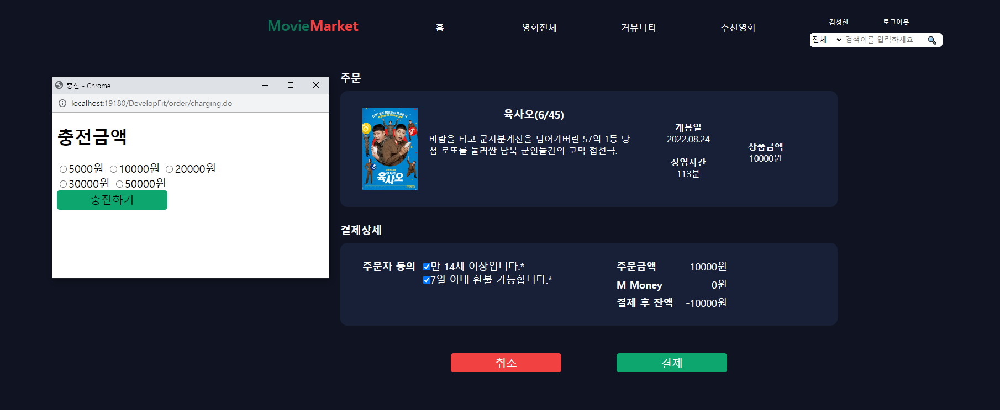 MovieMarket
홈
영화전체
커뮤니티
추천영화
김성한
로그아웃
전체
검색어를 입력하세요.
충전 - Chrome
localhost:19180/DevelopFit/order/charging.do
충전금액
5000원 10000원 20000원
30000원 50000원
충전하기
주문
육사오
육사오(6/45)
바람을 타고 군사분계선을 넘어가버린 57억 1등 당
첨 로또를 둘러싼 남북 군인들간의 코믹 접선극.
개봉일
2022.08.24
상영시간
113분
상품금액
10000원
결제상세
주문자 동의
만 14세 이상입니다.*
7일 이내 환불 가능합니다.*
주문금액 10000원
M Money 0원
결제 후 잔액 -10000원
취소
결제